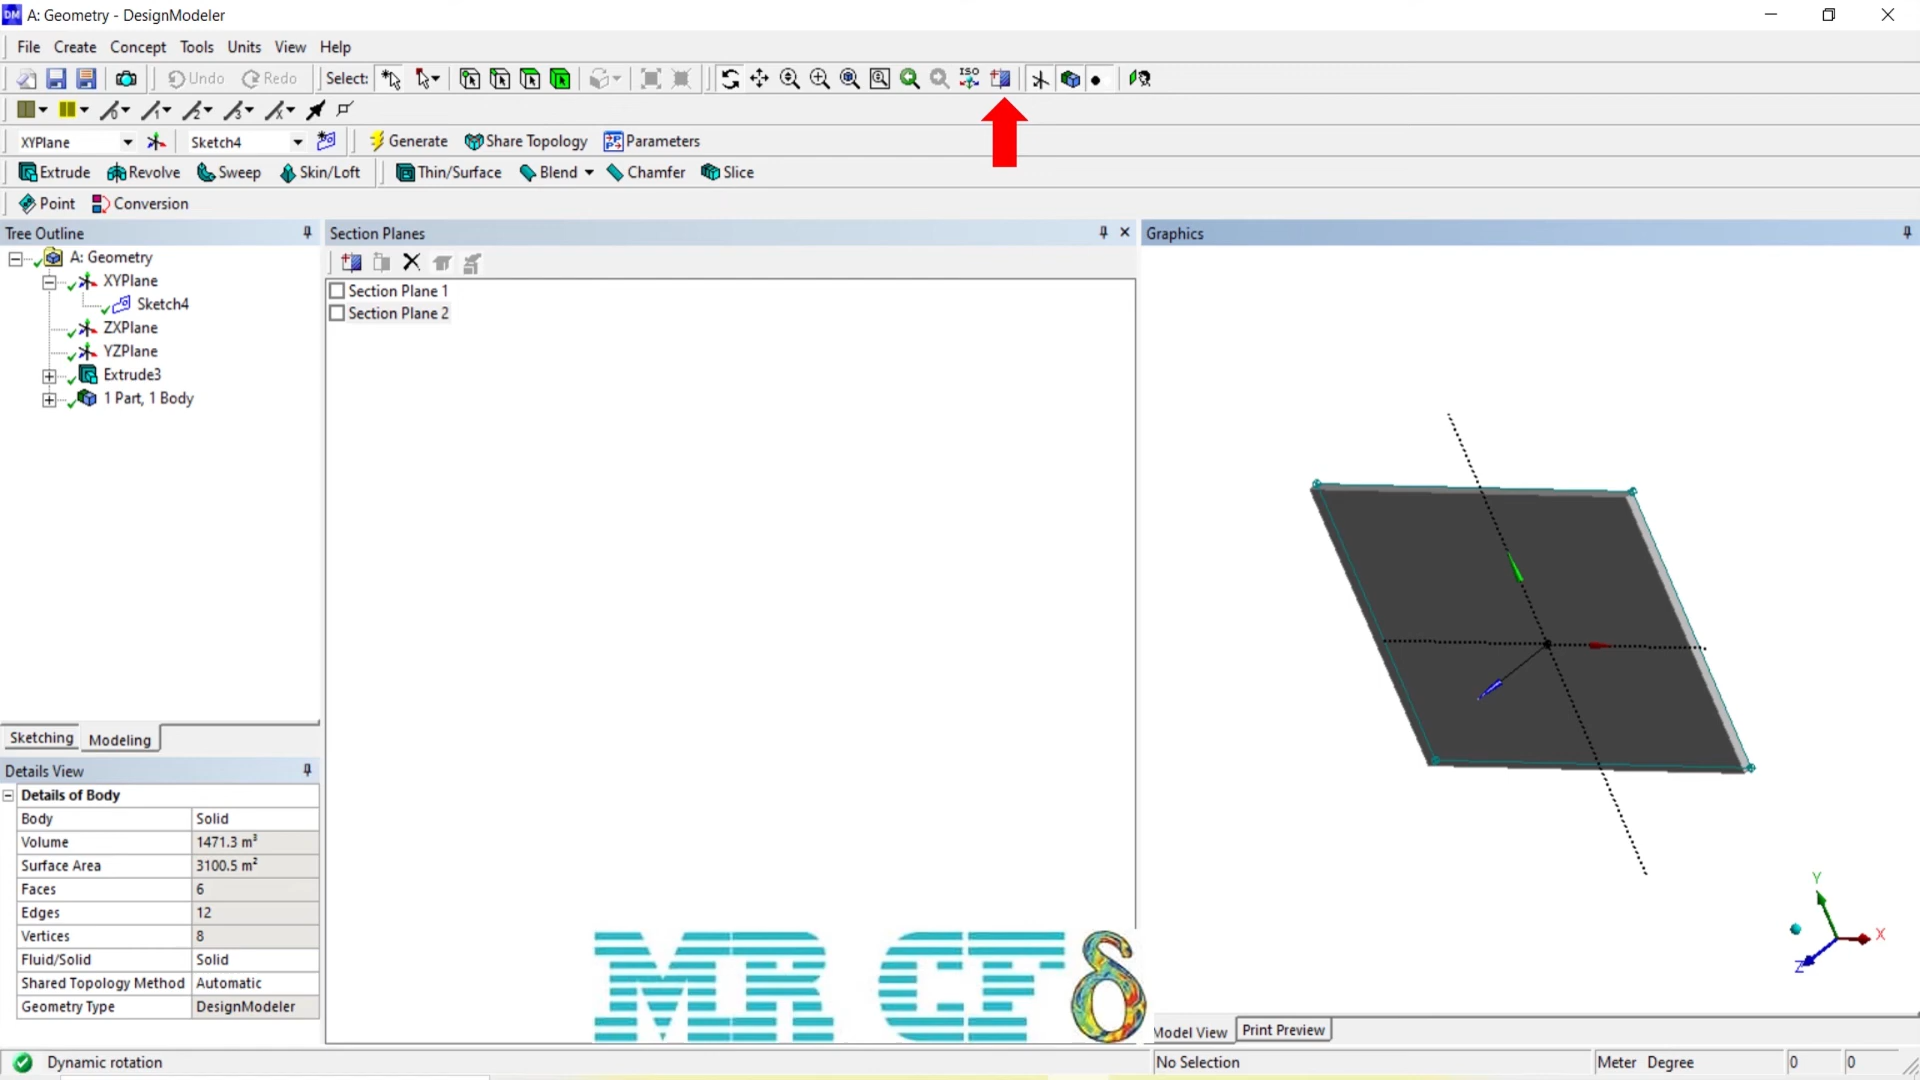 DM A: Geometry - DesignModeler
File Create Concept Tools Units View Help
Undo Redo Select: ISO
XYPlane Sketch4 Generate Share Topology Parameters
Extrude Revolve Sweep Skin/Loft Thin/Surface Blend Chamfer Slice
Point Conversion
Tree Outline
A: Geometry
XYPlane
Sketch4
ZXPlane
YZPlane
Extrude3
1 Part, 1 Body
Sketching Modeling
Details View
Details of Body
Body Solid
Volume 1471.3 m³
Surface Area 3100.5 m²
Faces 6
Edges 12
Vertices 8
Fluid/Solid Solid
Shared Topology Method Automatic
Geometry Type DesignModeler
Section Planes
Section Plane 1
Section Plane 2
MR CFδ
Graphics
Y
X
Z
Model View Print Preview
Dynamic rotation No Selection Meter Degree 0 0